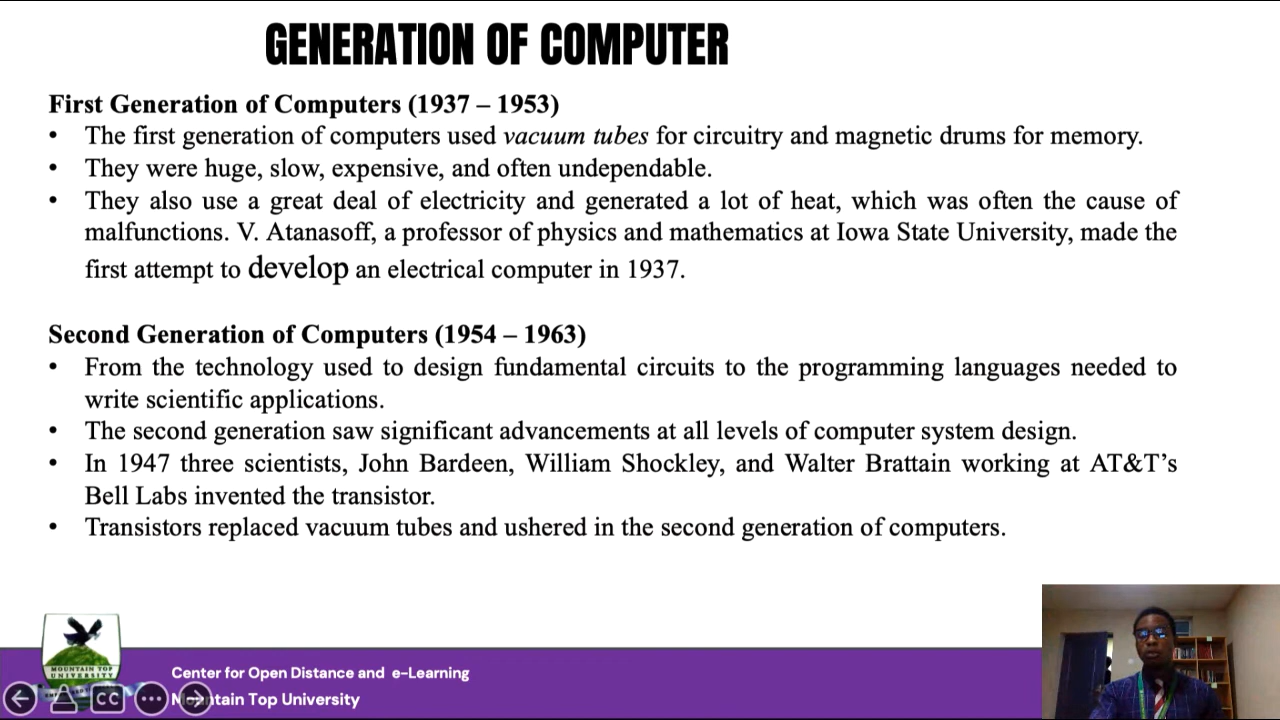 GENERATION OF COMPUTER
First Generation of Computers (1937 – 1953)
• The first generation of computers used vacuum tubes for circuitry and magnetic drums for memory.
• They were huge, slow, expensive, and often undependable.
• They also use a great deal of electricity and generated a lot of heat, which was often the cause of
malfunctions. V. Atanasoff, a professor of physics and mathematics at Iowa State University, made the
first attempt to develop an electrical computer in 1937.
Second Generation of Computers (1954 – 1963)
• From the technology used to design fundamental circuits to the programming languages needed to
write scientific applications.
• The second generation saw significant advancements at all levels of computer system design.
• In 1947 three scientists, John Bardeen, William Shockley, and Walter Brattain working at AT&T’s
Bell Labs invented the transistor.
• Transistors replaced vacuum tubes and ushered in the second generation of computers.
MOUNTAIN TOP
UNIVERSITY
Center for Open Distance and e-Learning
Mountain Top University
CC